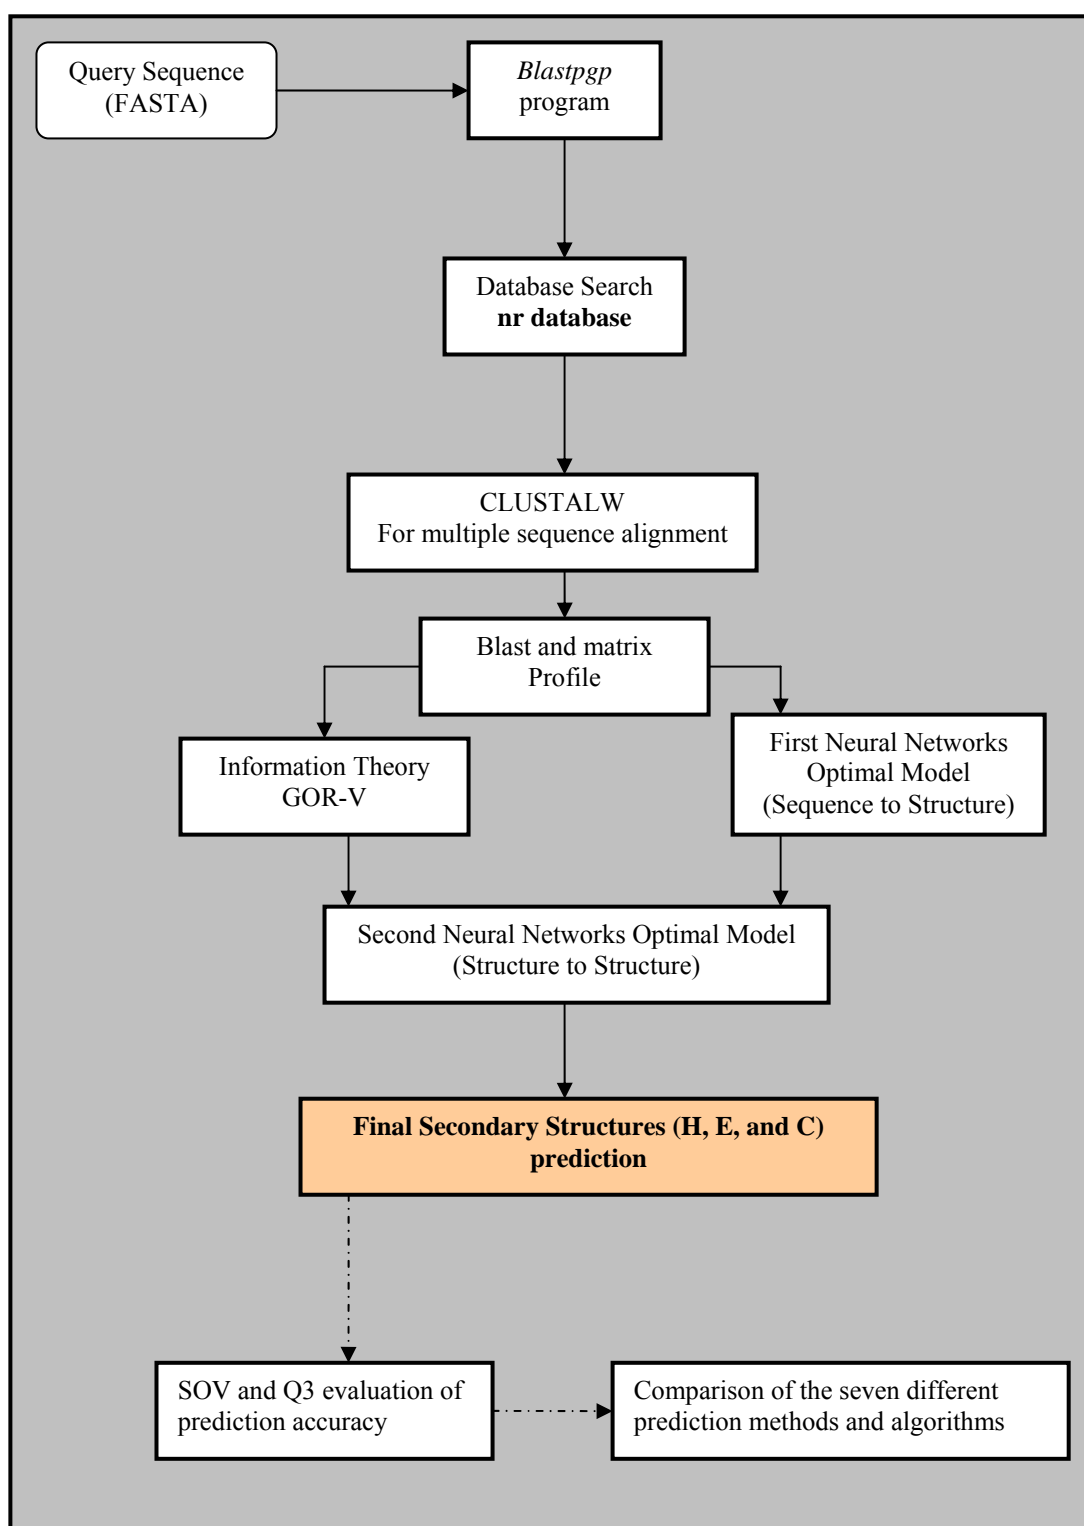 Query Sequence
(FASTA)
Blastpgp
program
Database Search
nr database
CLUSTALW
For multiple sequence alignment
Blast and matrix
Profile
Information Theory
GOR-V
First Neural Networks
Optimal Model
(Sequence to Structure)
Second Neural Networks Optimal Model
(Structure to Structure)
Final Secondary Structures (H, E, and C)
prediction
SOV and Q3 evaluation of
prediction accuracy
Comparison of the seven different
prediction methods and algorithms